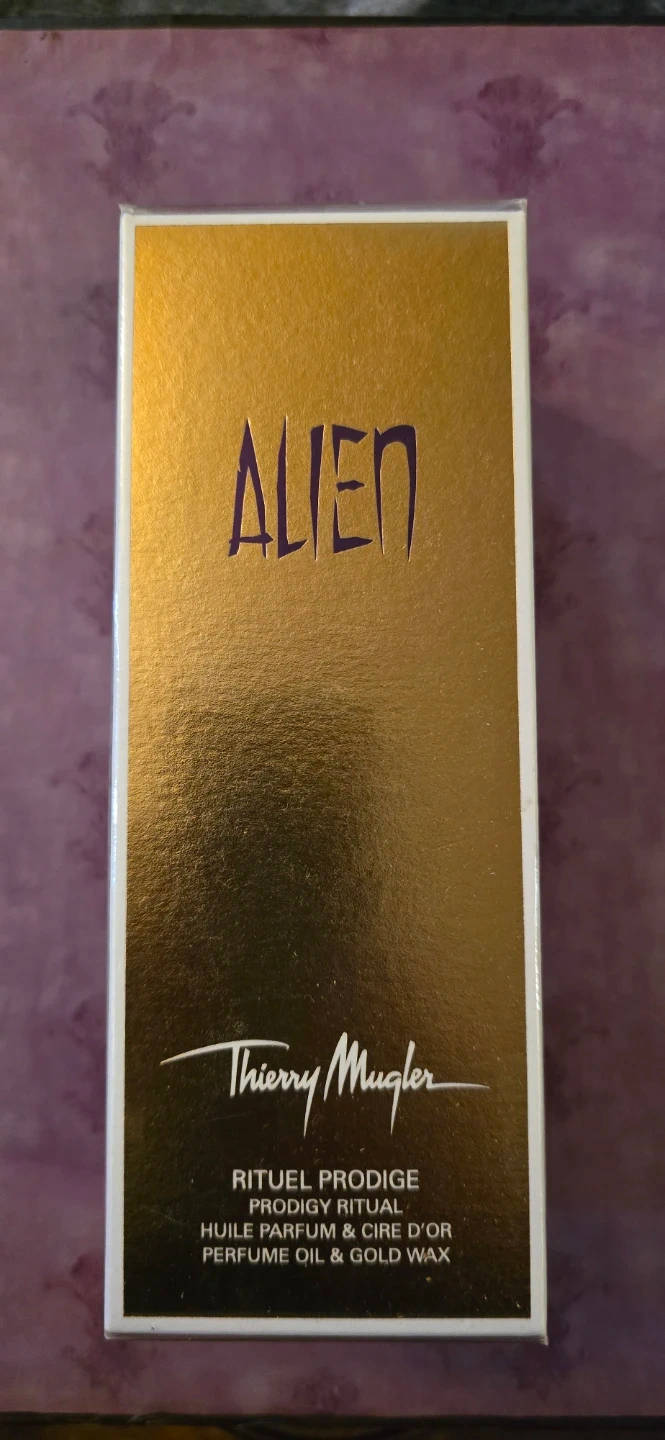 ALIEN
Thierry Mugler
RITUEL PRODIGE
PRODIGY RITUAL
HUILE PARFUM & CIRE D'OR
PERFUME OIL & GOLD WAX